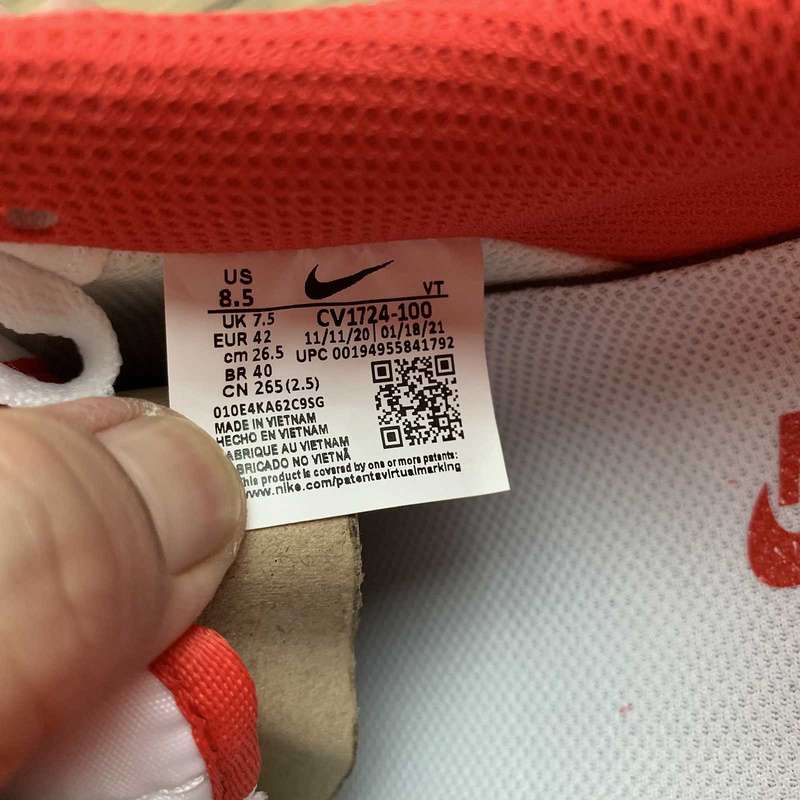 US
8.5
VT
UK 7.5
CV1724-100
EUR 42
11/11/20 01/18/21
cm 26.5
UPC 00194955841792
BR 40
CN 265(2.5)
010E4KA62C9SG
MADE IN VIETNAM
HECHO EN VIETNAM
ABRIQUE AU VIETNAM
BRICADO NO VIETNÃ
This product is covered by one or more patents:
www.nike.com/patentsvirtualmarking